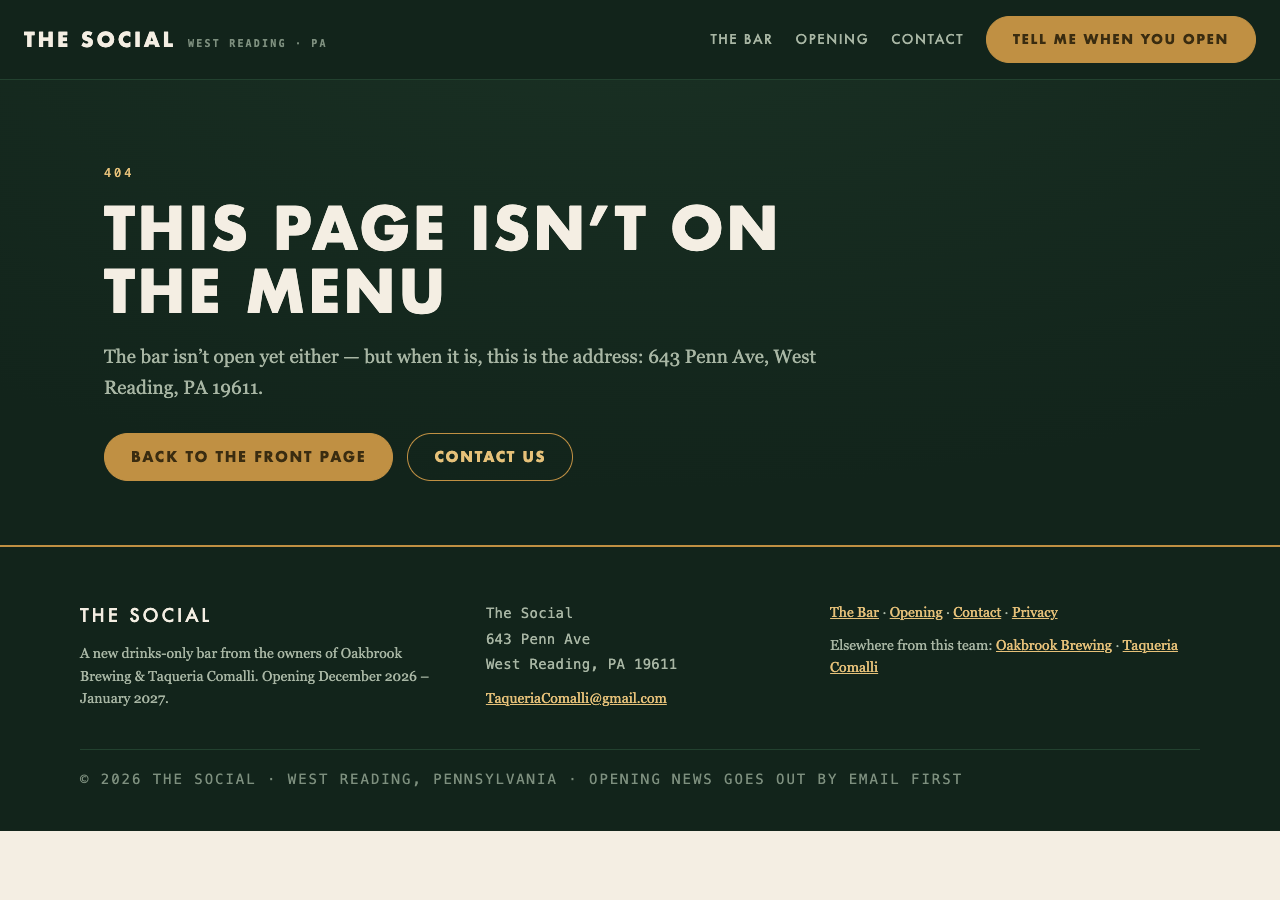 THE SOCIAL WEST READING · PA
THE BAR OPENING CONTACT TELL ME WHEN YOU OPEN
404
THIS PAGE ISN’T ON
THE MENU
The bar isn’t open yet either — but when it is, this is the address: 643 Penn Ave, West
Reading, PA 19611.
BACK TO THE FRONT PAGE CONTACT US
THE SOCIAL
A new drinks-only bar from the owners of Oakbrook
Brewing & Taqueria Comalli. Opening December 2026 –
January 2027.
The Social
643 Penn Ave
West Reading, PA 19611
TaqueriaComalli@gmail.com
The Bar · Opening · Contact · Privacy
Elsewhere from this team: Oakbrook Brewing · Taqueria
Comalli
© 2026 THE SOCIAL · WEST READING, PENNSYLVANIA · OPENING NEWS GOES OUT BY EMAIL FIRST